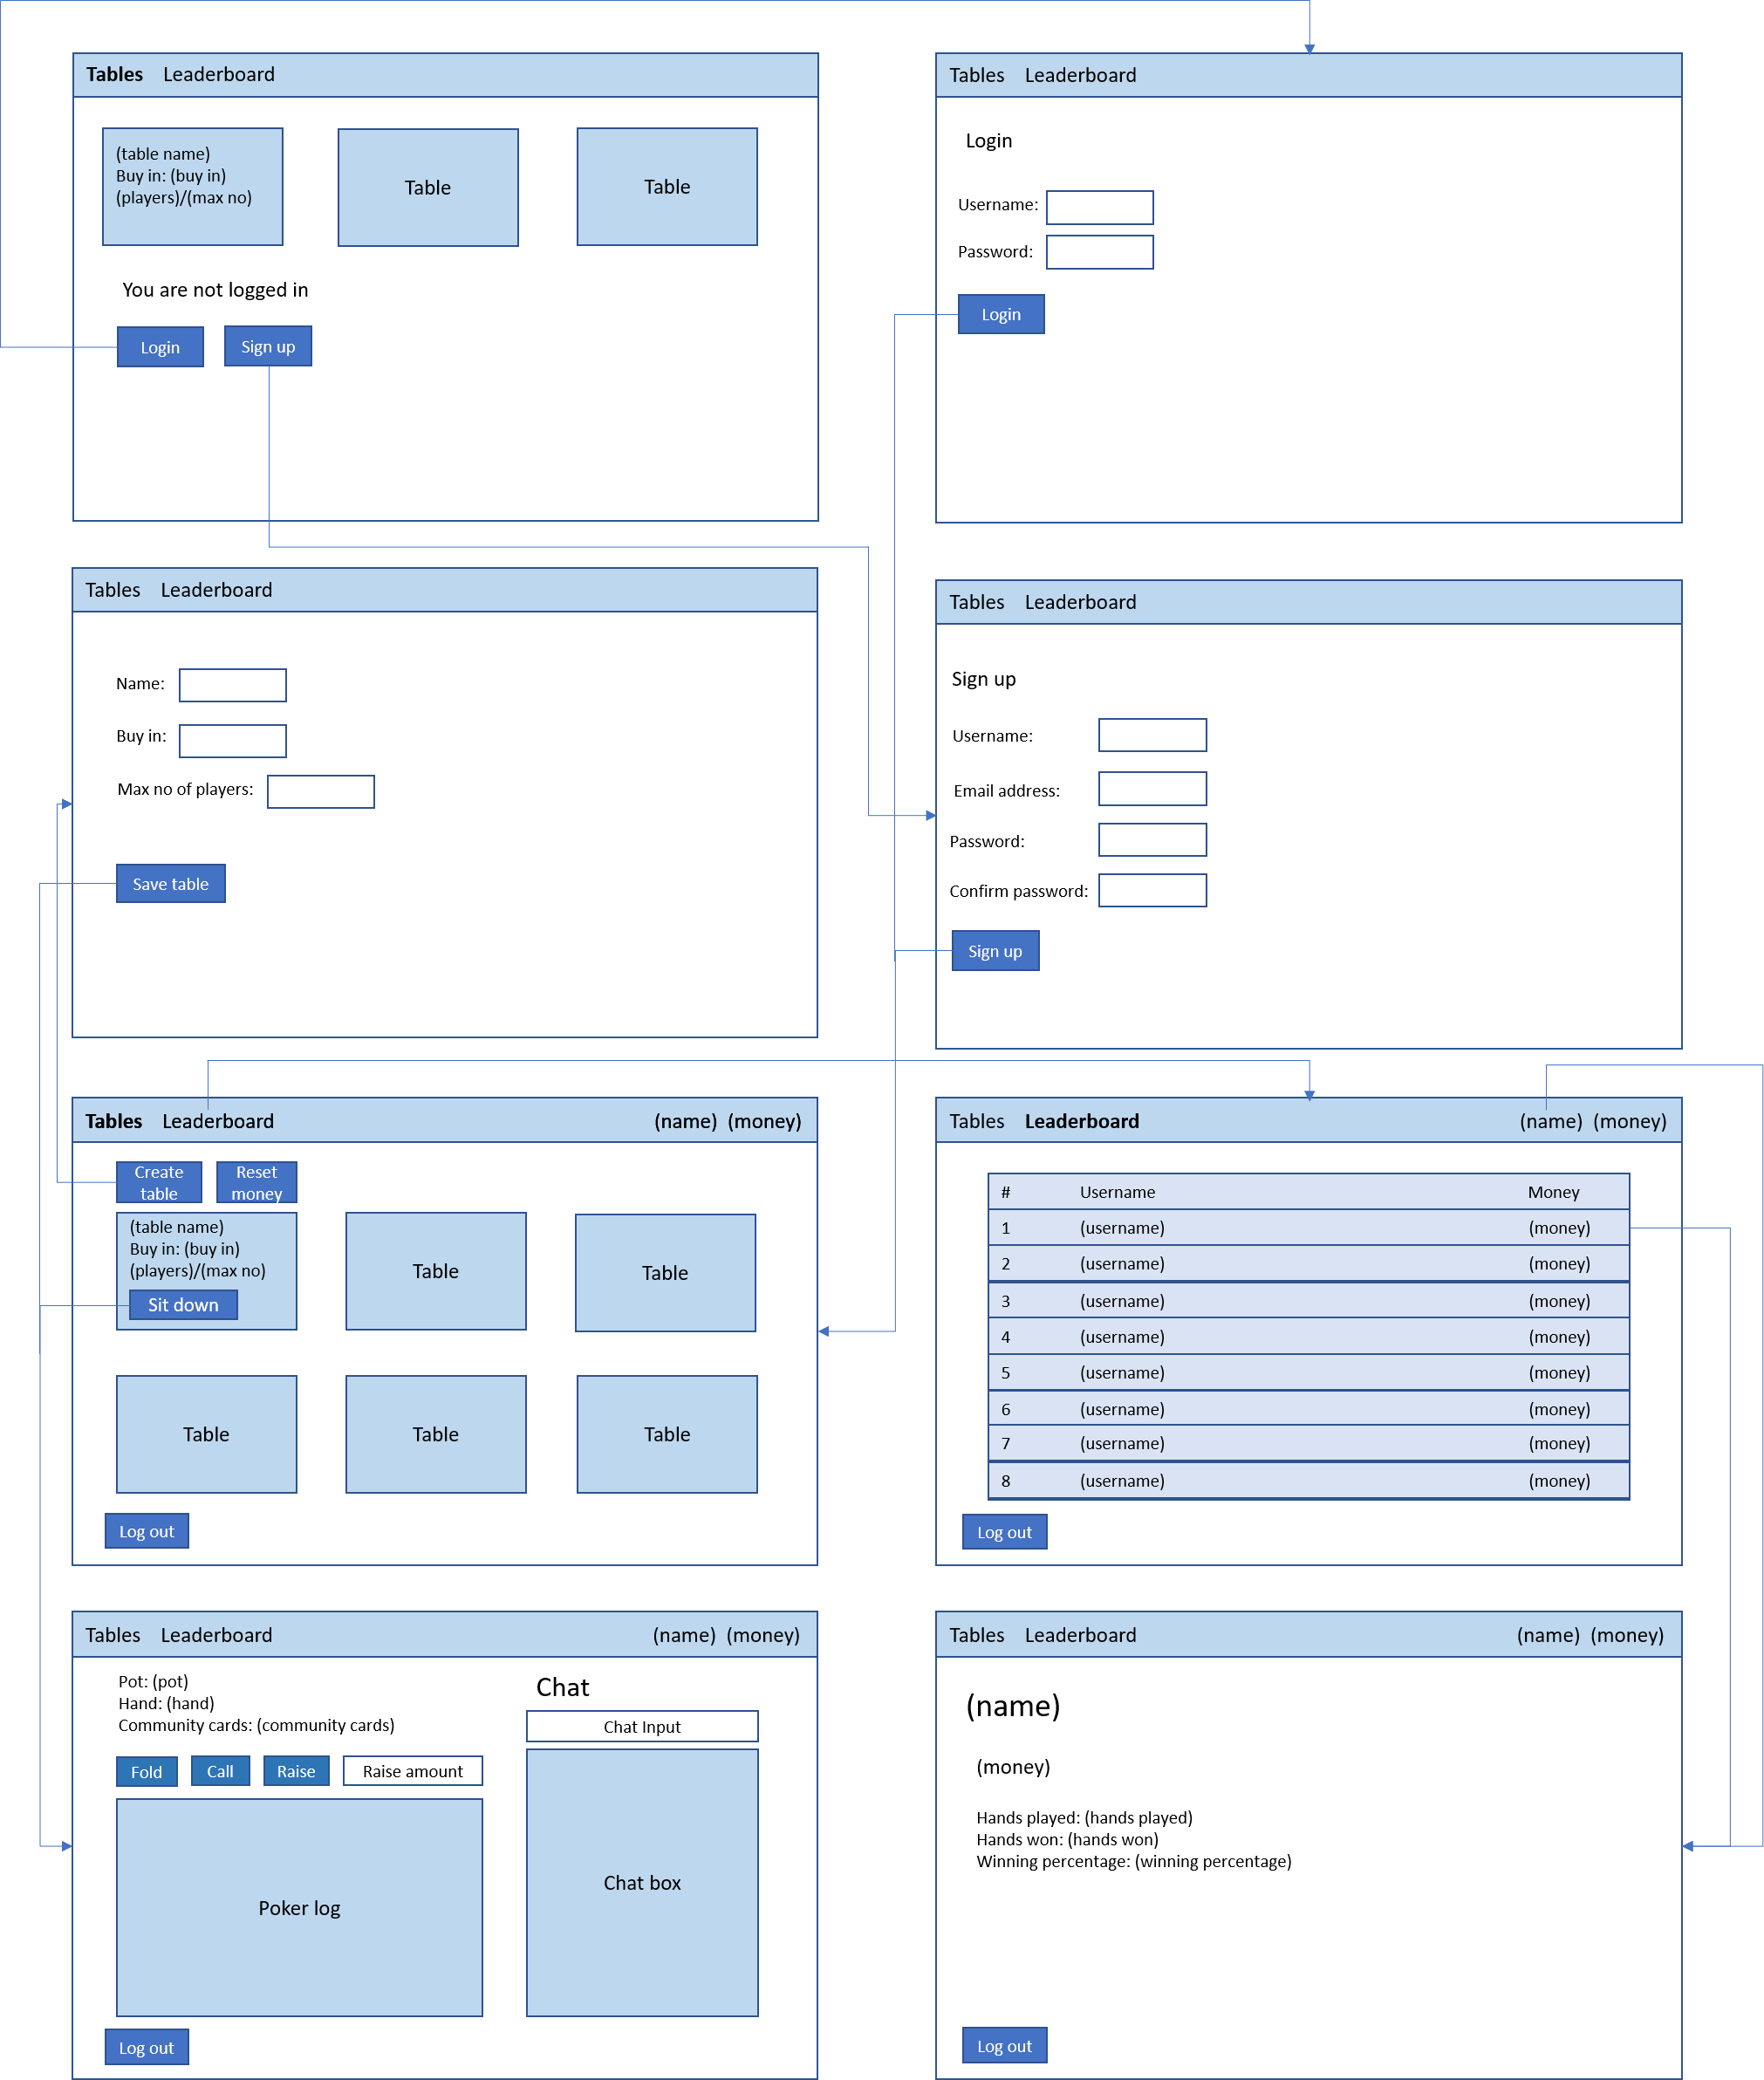 Tables Leaderboard
(table name)
Buy in: (buy in)
(players)/(max no)
Table
Table
You are not logged in
Login Sign up
Tables Leaderboard
Login
Username:
Password:
Login
Tables Leaderboard
Name:
Buy in:
Max no of players:
Save table
Tables Leaderboard
Sign up
Username:
Email address:
Password:
Confirm password:
Sign up
Tables Leaderboard (name) (money)
Create
table
Reset
money
(table name)
Buy in: (buy in)
(players)/(max no)
Sit down
Table
Table
Table
Table
Table
Log out
Tables Leaderboard (name) (money)
# Username Money
1 (username) (money)
2 (username) (money)
3 (username) (money)
4 (username) (money)
5 (username) (money)
6 (username) (money)
7 (username) (money)
8 (username) (money)
Log out
Tables Leaderboard (name) (money)
Pot: (pot)
Hand: (hand)
Community cards: (community cards)
Fold Call Raise Raise amount
Poker log
Chat
Chat Input
Chat box
Log out
Tables Leaderboard (name) (money)
(name)
(money)
Hands played: (hands played)
Hands won: (hands won)
Winning percentage: (winning percentage)
Log out